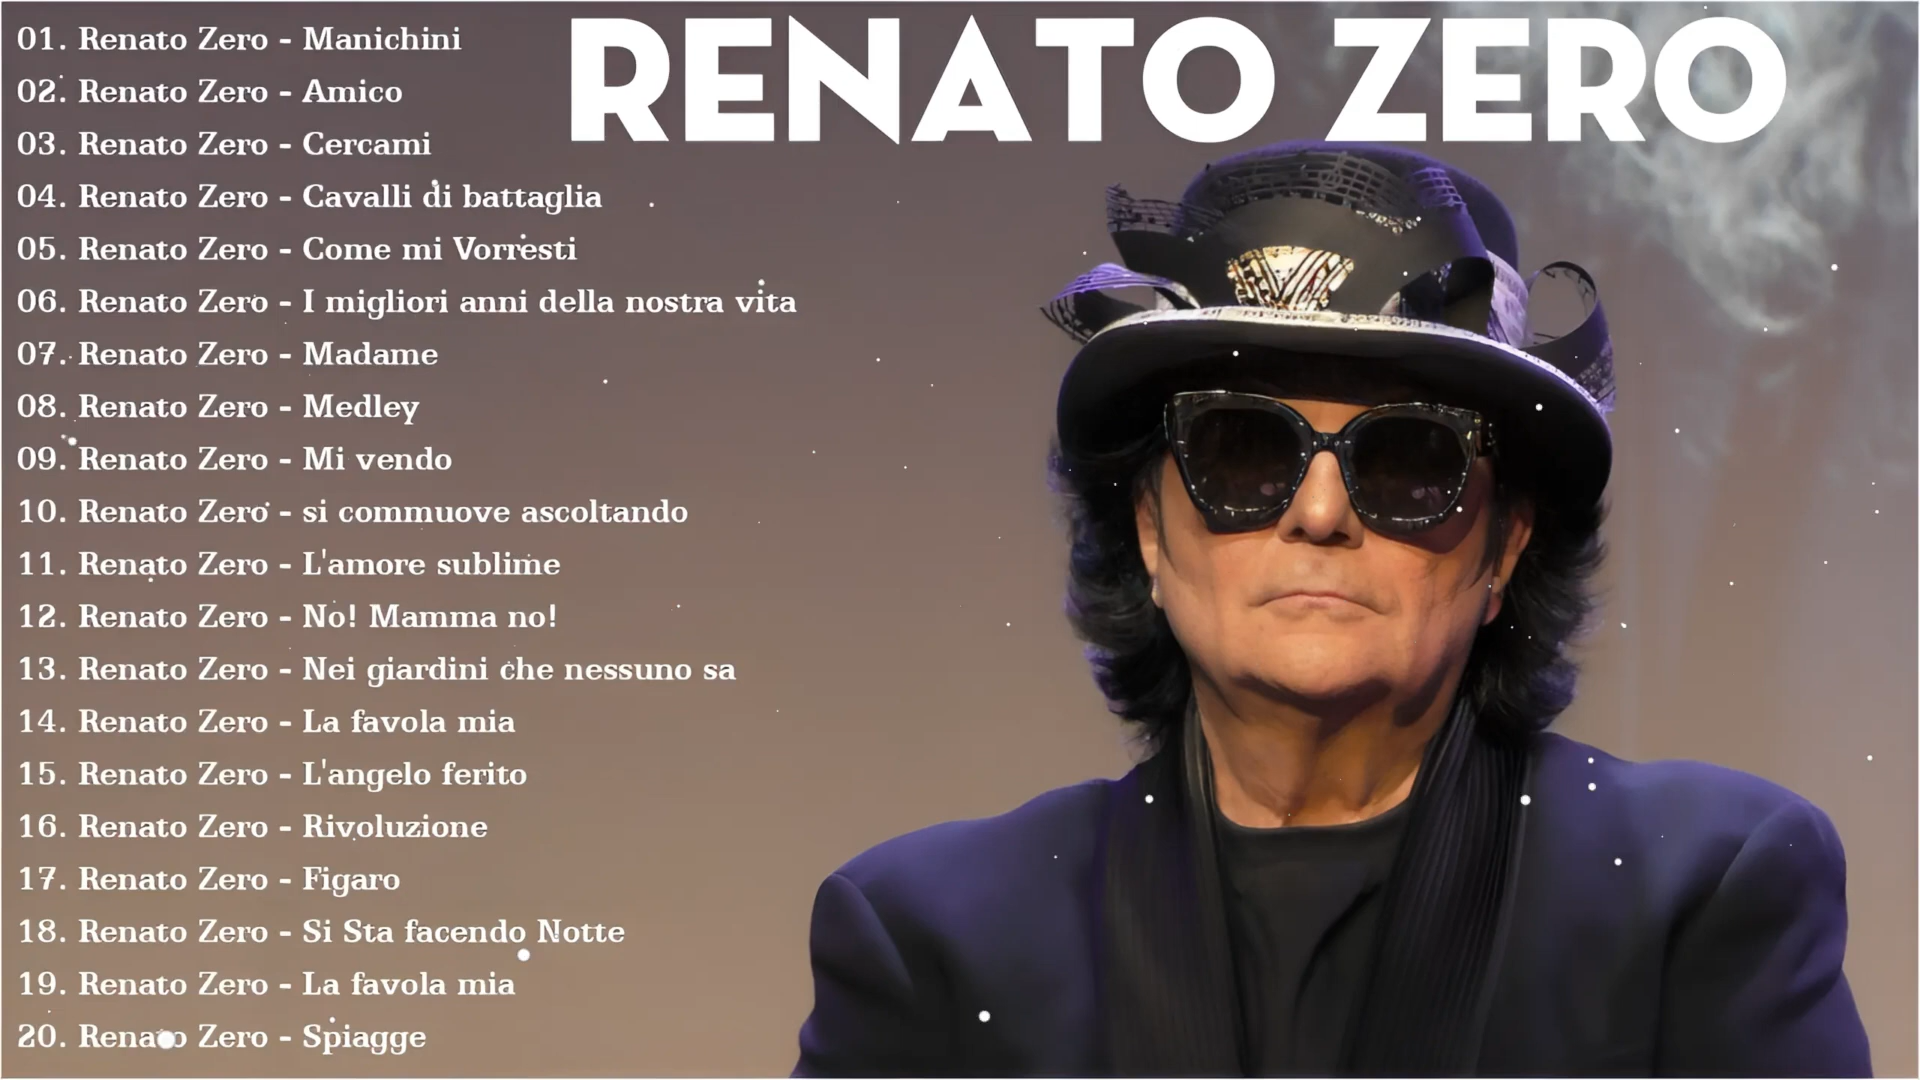 RENATO ZERO
01. Renato Zero - Manichini
02. Renato Zero - Amico
03. Renato Zero - Cercami
04. Renato Zero - Cavalli di battaglia
05. Renato Zero - Come mi Vorresti
06. Renato Zero - I migliori anni della nostra vita
07. Renato Zero - Madame
08. Renato Zero - Medley
09. Renato Zero - Mi vendo
10. Renato Zero - si commuove ascoltando
11. Renato Zero - L'amore sublime
12. Renato Zero - No! Mamma no!
13. Renato Zero - Nei giardini che nessuno sa
14. Renato Zero - La favola mia
15. Renato Zero - L'angelo ferito
16. Renato Zero - Rivoluzione
17. Renato Zero - Figaro
18. Renato Zero - Si Sta facendo Notte
19. Renato Zero - La favola mia
20. Renato Zero - Spiagge